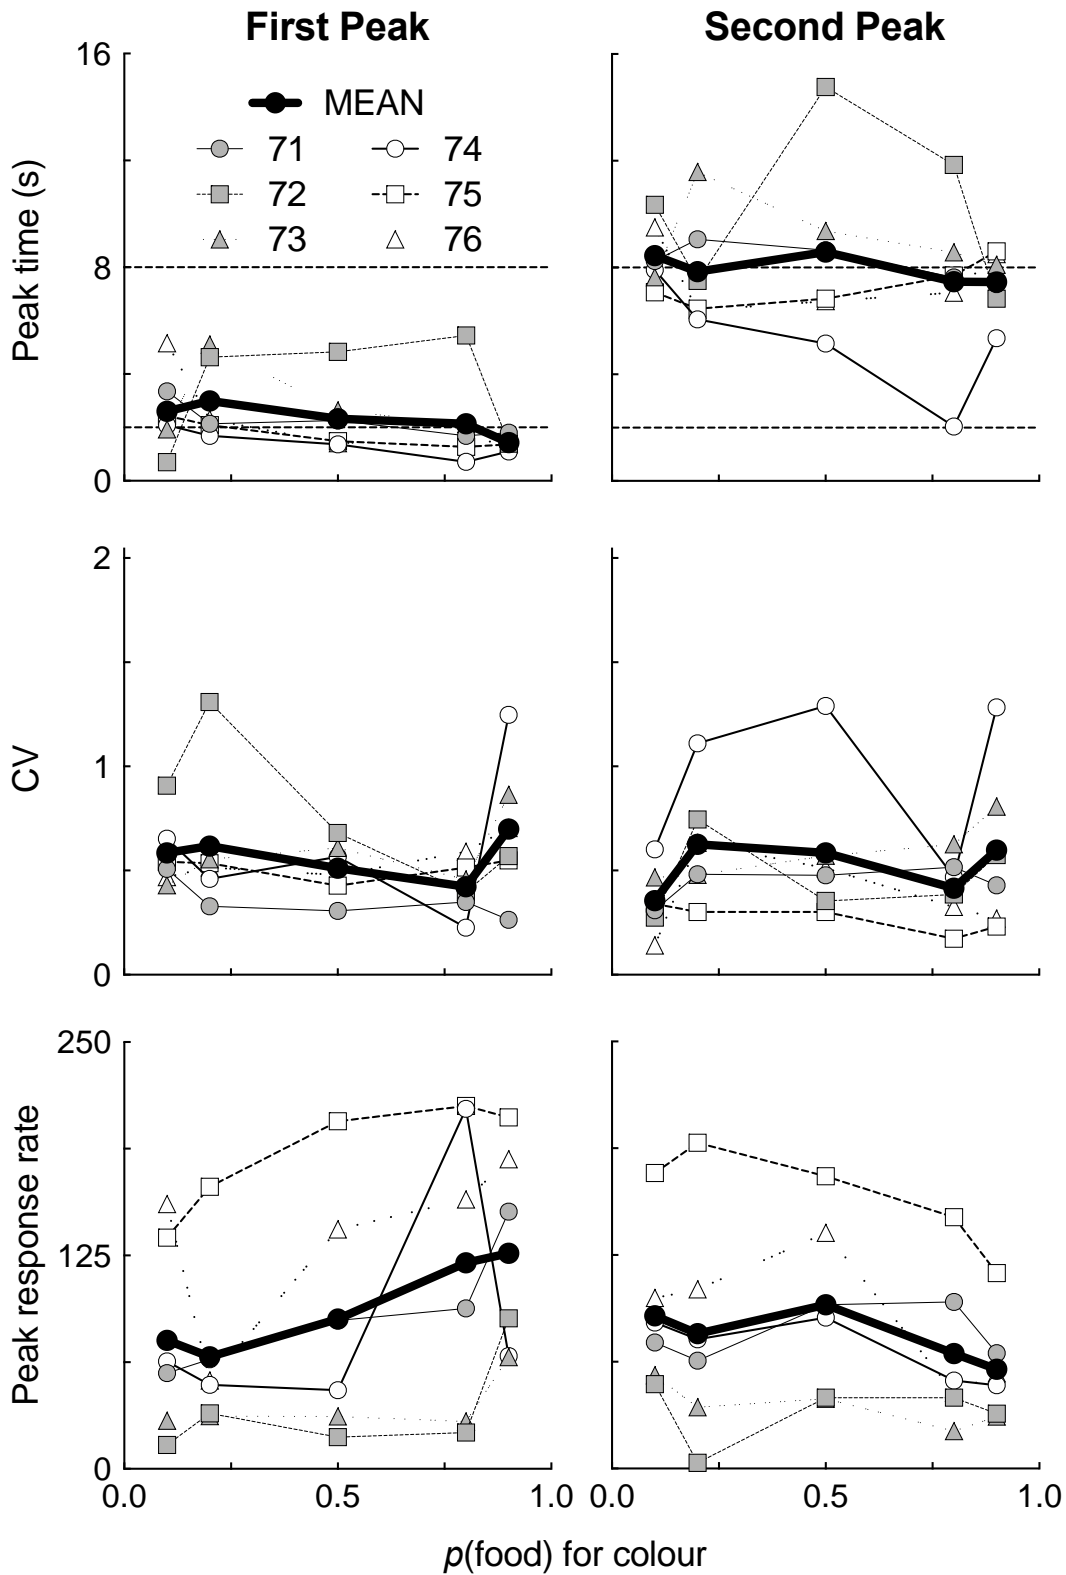 First Peak Second Peak
16
MEAN
71 74
72 75
73 76
8
0
Peak time (s)
2
1
0
CV
250
125
0
Peak response rate
0.0 0.5 1.0 0.0 0.5 1.0
p(food) for colour